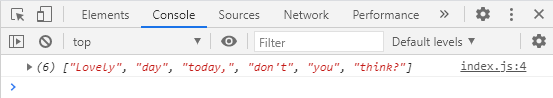 Elements Console Sources Network Performance »
top Filter Default levels
(6) ["Lovely", "day", "today,", "don't", "you", "think?"] index.js:4